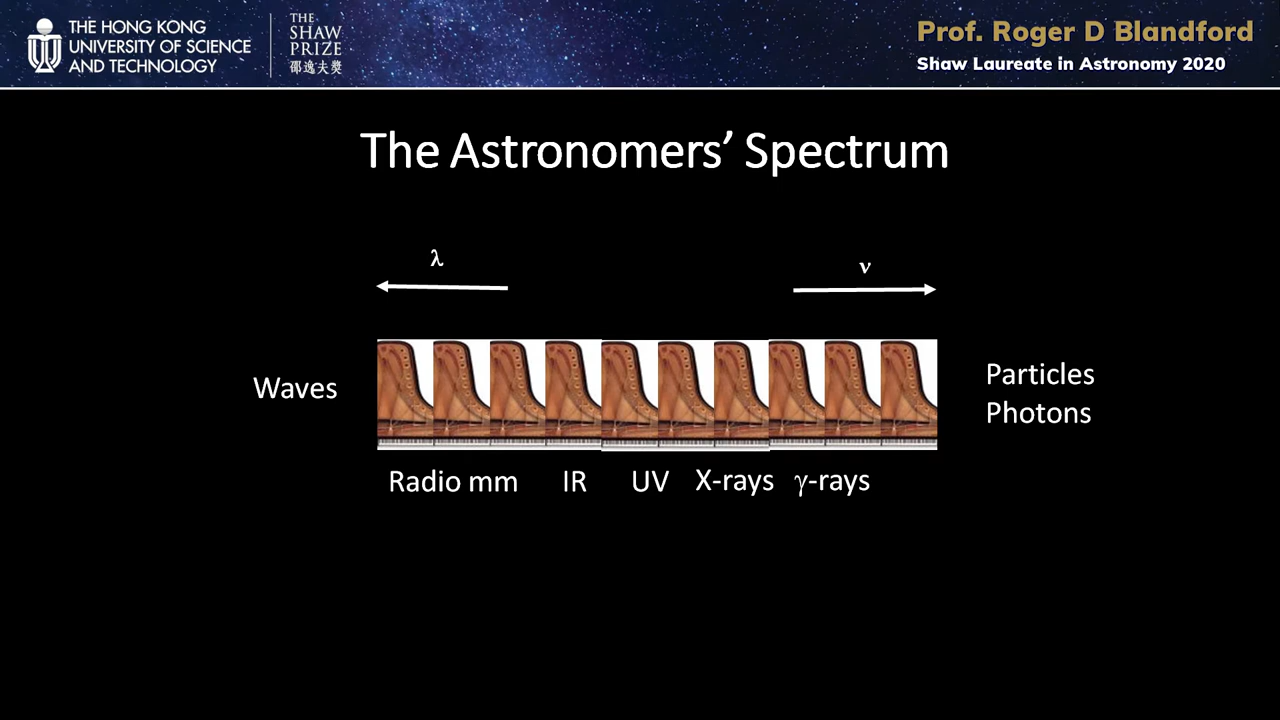 THE HONG KONG
UNIVERSITY OF SCIENCE
AND TECHNOLOGY
THE
SHAW
PRIZE
邵逸夫獎
Prof. Roger D Blandford
Shaw Laureate in Astronomy 2020
The Astronomers’ Spectrum
λ
ν
Waves
Particles
Photons
Radio mm IR UV X-rays γ-rays